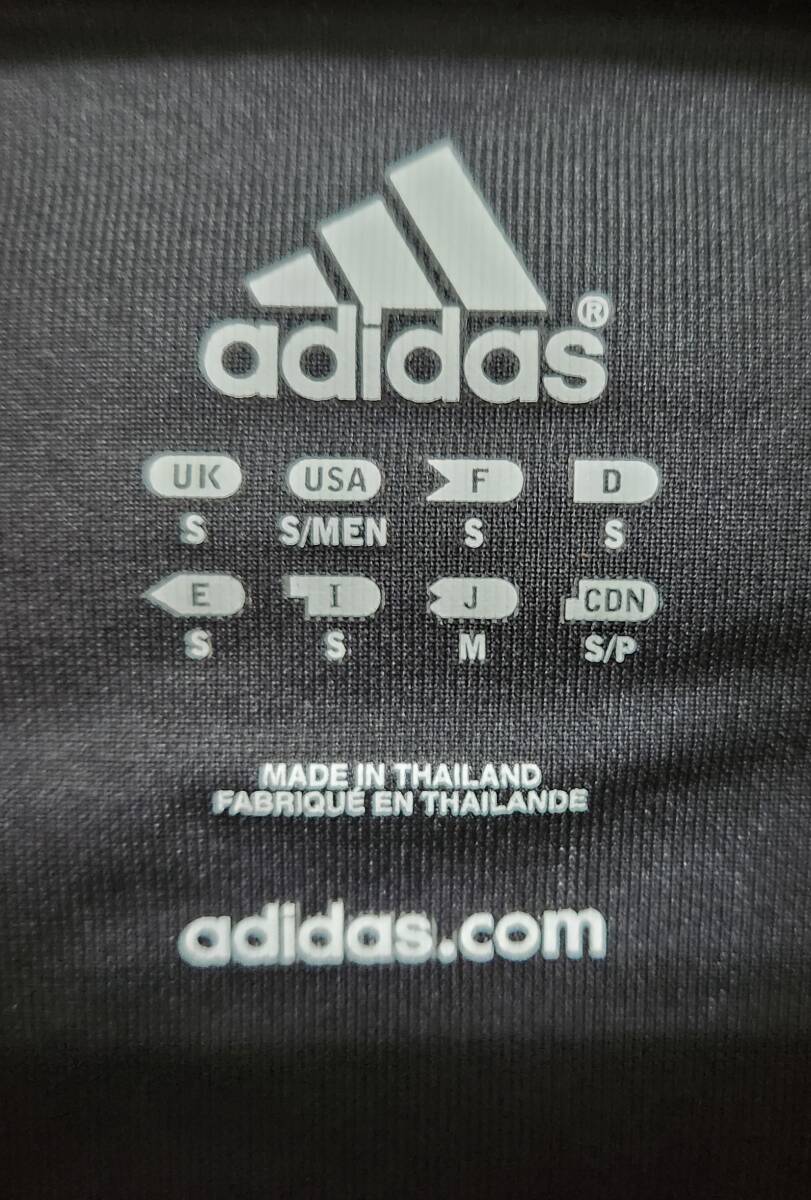 adidas®
UK USA F D
S S/MEN S S
E I J CDN
S S M S/P
MADE IN THAILAND
FABRIQUÉ EN THAILANDE
adidas.com